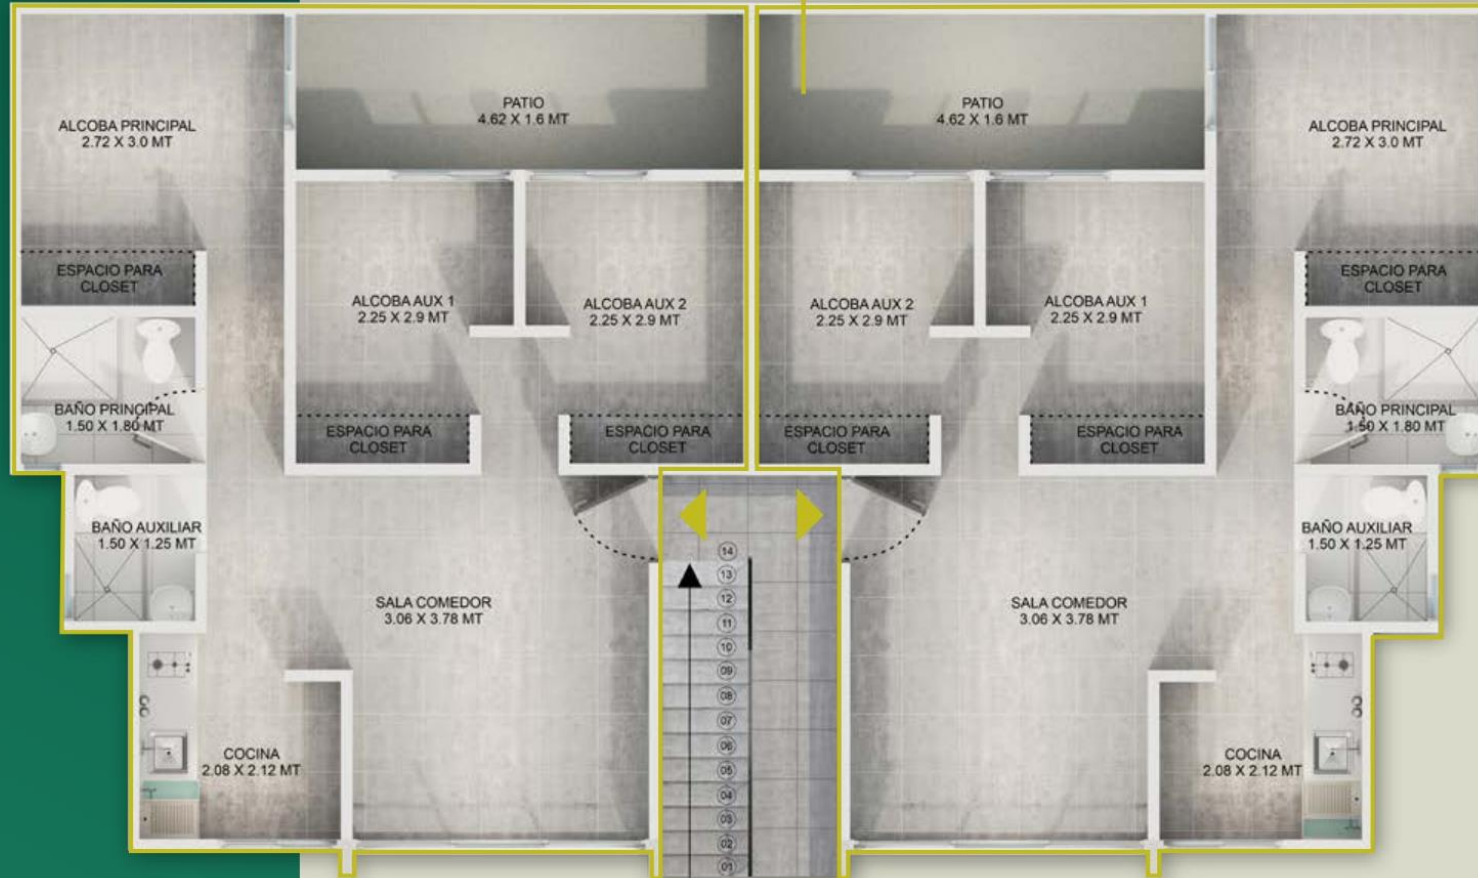 PATIO
4.62 X 1.6 MT
PATIO
4.62 X 1.6 MT
ALCOBA PRINCIPAL
2.72 X 3.0 MT
ALCOBA PRINCIPAL
2.72 X 3.0 MT
ESPACIO PARA
CLOSET
ALCOBA AUX 1
2.25 X 2.9 MT
ALCOBA AUX 2
2.25 X 2.9 MT
ALCOBA AUX 2
2.25 X 2.9 MT
ALCOBA AUX 1
2.25 X 2.9 MT
ESPACIO PARA
CLOSET
BAÑO PRINCIPAL
1.50 X 1.80 MT
ESPACIO PARA
CLOSET
ESPACIO PARA
CLOSET
ESPACIO PARA
CLOSET
ESPACIO PARA
CLOSET
BAÑO PRINCIPAL
1.50 X 1.80 MT
BAÑO AUXILIAR
1.50 X 1.25 MT
BAÑO AUXILIAR
1.50 X 1.25 MT
14
13
12
11
10
09
08
07
06
05
04
03
02
01
SALA COMEDOR
3.06 X 3.78 MT
SALA COMEDOR
3.06 X 3.78 MT
COCINA
2.08 X 2.12 MT
COCINA
2.08 X 2.12 MT